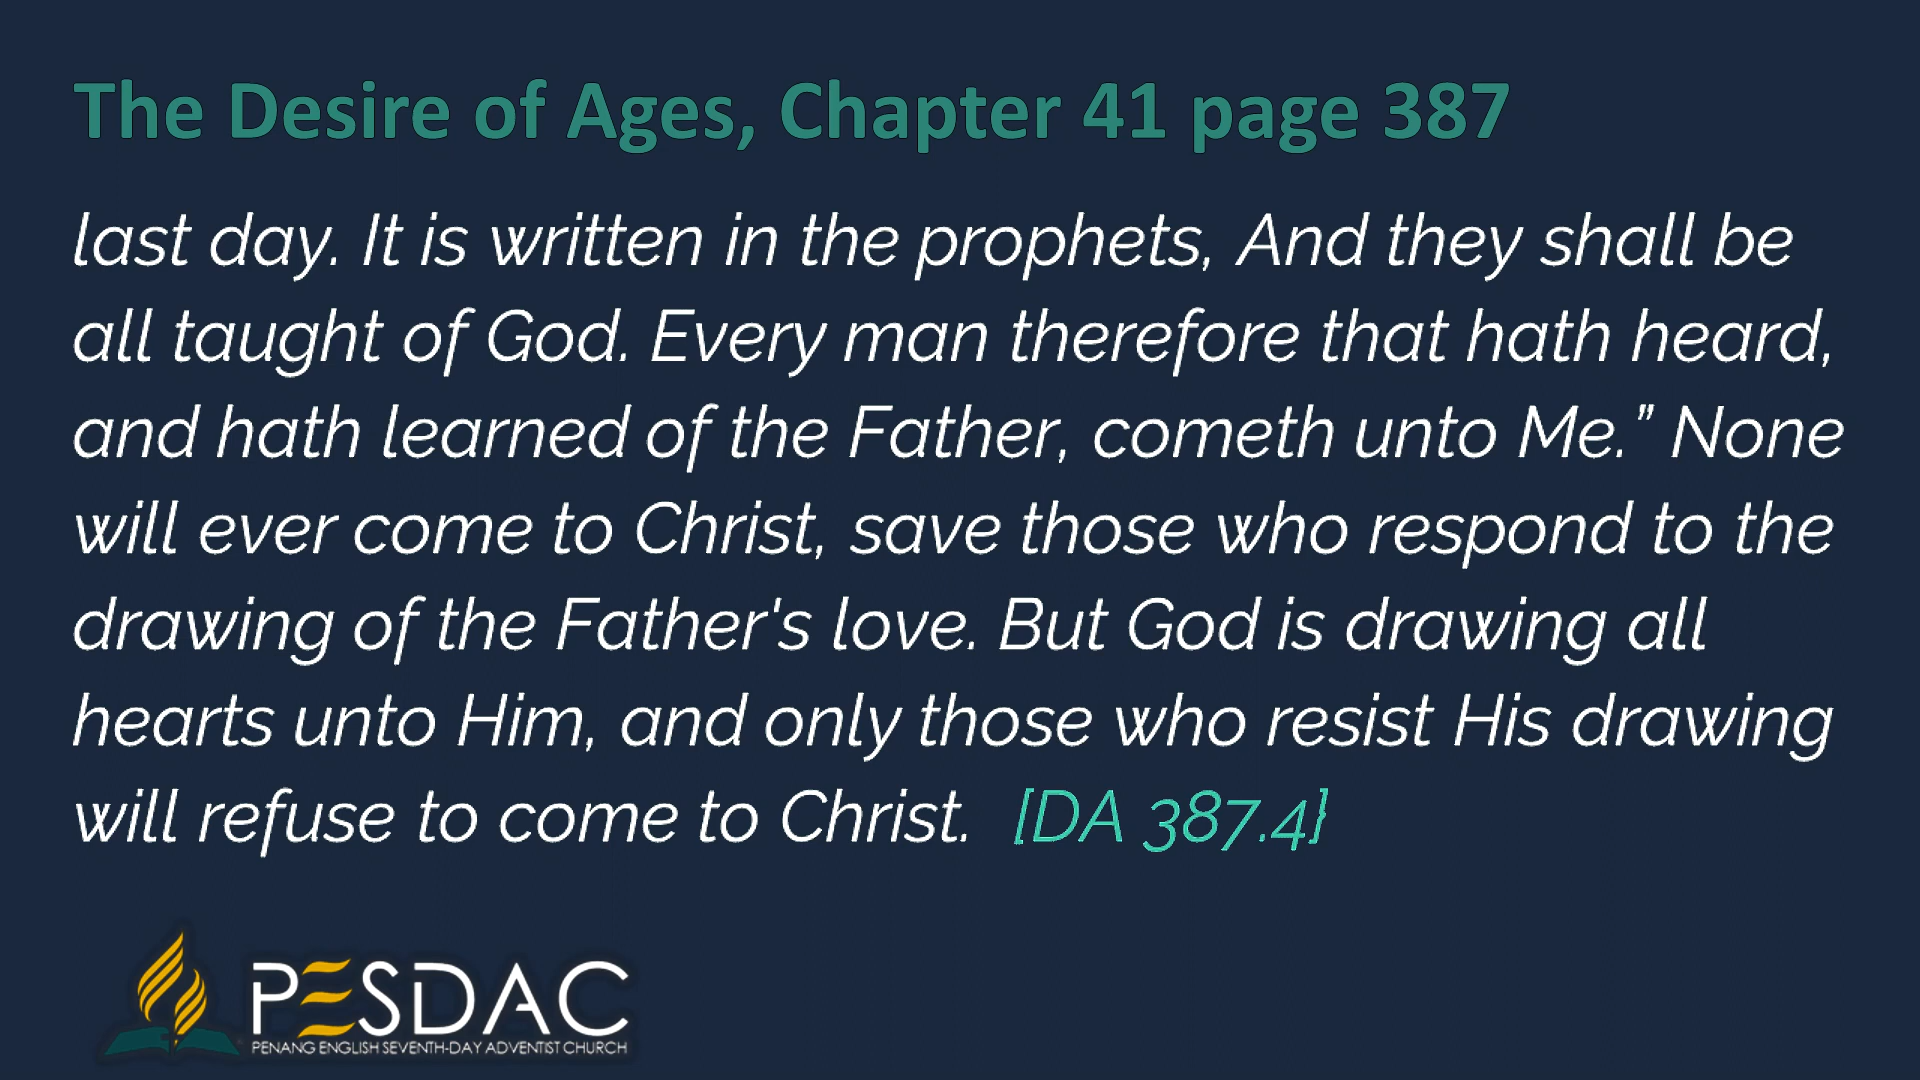 The Desire of Ages, Chapter 41 page 387
last day. It is written in the prophets, And they shall be
all taught of God. Every man therefore that hath heard,
and hath learned of the Father, cometh unto Me.” None
will ever come to Christ, save those who respond to the
drawing of the Father's love. But God is drawing all
hearts unto Him, and only those who resist His drawing
will refuse to come to Christ. [DA 387.4}
PESDAC
PENANG ENGLISH SEVENTH-DAY ADVENTIST CHURCH